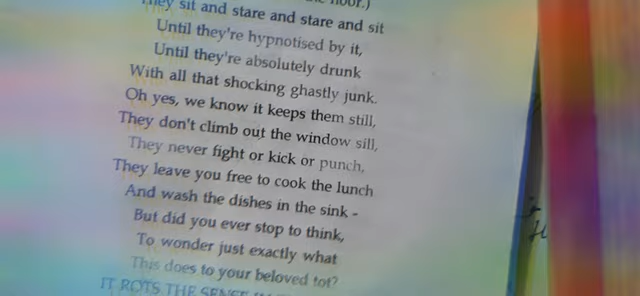 They sit and stare and stare and sit
Until they're hypnotised by it,
Until they're absolutely drunk
With all that shocking ghastly junk.
Oh yes, we know it keeps them still,
They don't climb out the window sill,
They never fight or kick or punch,
They leave you free to cook the lunch
And wash the dishes in the sink -
But did you ever stop to think,
To wonder just exactly what
This does to your beloved tot?
IT ROTS THE SENSE